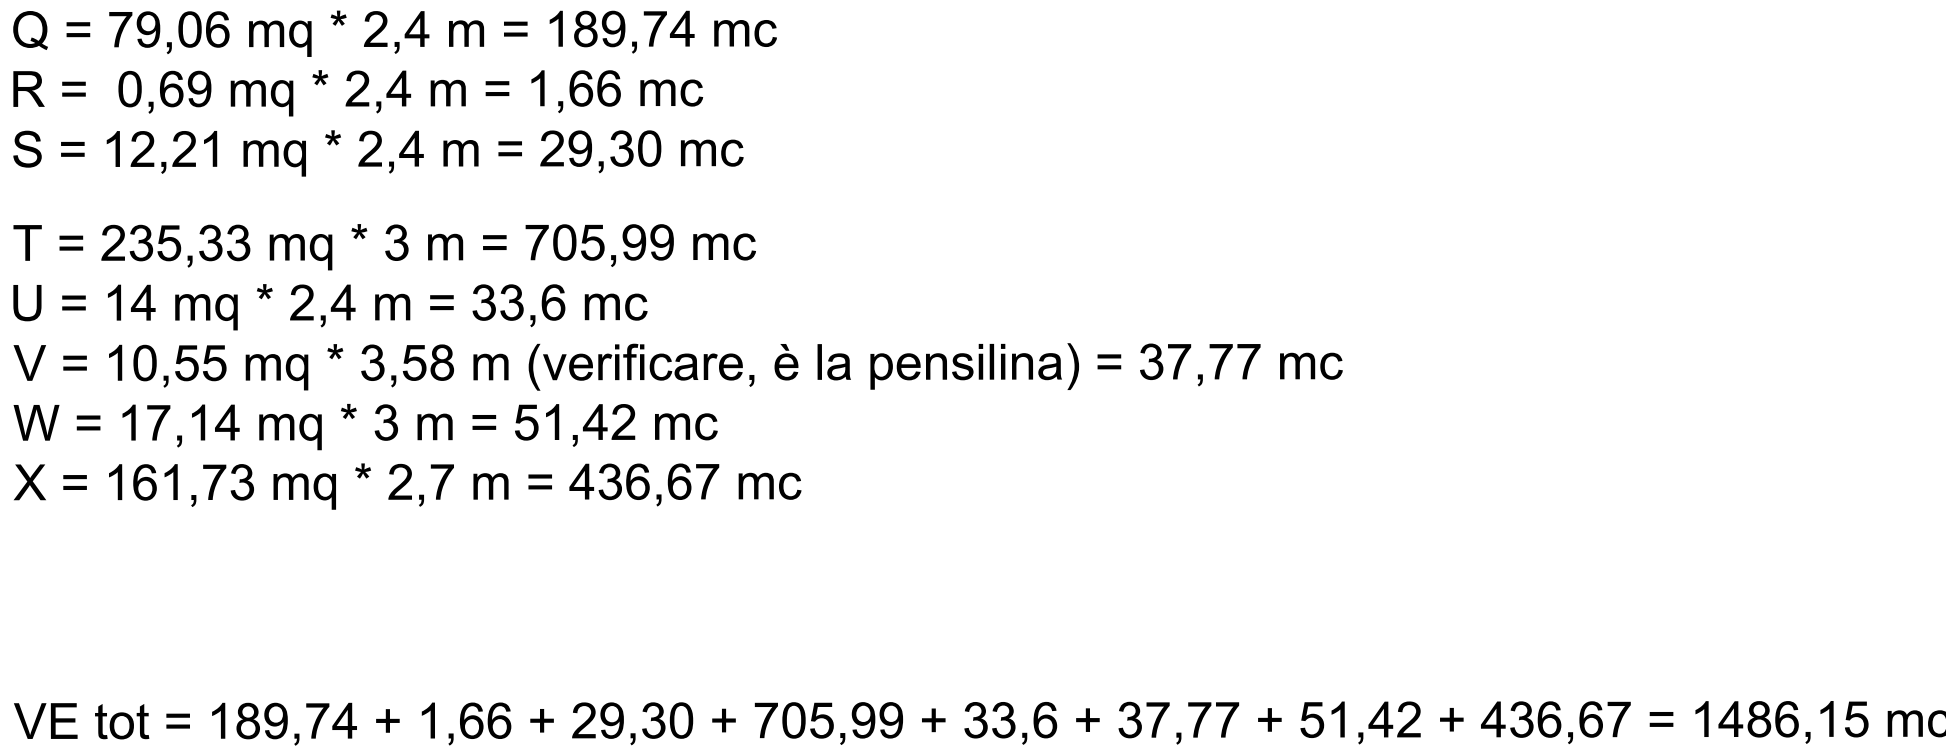 Q = 79,06 mq * 2,4 m = 189,74 mc
R =  0,69 mq * 2,4 m = 1,66 mc
S = 12,21 mq * 2,4 m = 29,30 mc
T = 235,33 mq * 3 m = 705,99 mc
U = 14 mq * 2,4 m = 33,6 mc
V = 10,55 mq * 3,58 m (verificare, è la pensilina) = 37,77 mc
W = 17,14 mq * 3 m = 51,42 mc
X = 161,73 mq * 2,7 m = 436,67 mc
VE tot = 189,74 + 1,66 + 29,30 + 705,99 + 33,6 + 37,77 + 51,42 + 436,67 = 1486,15 mc